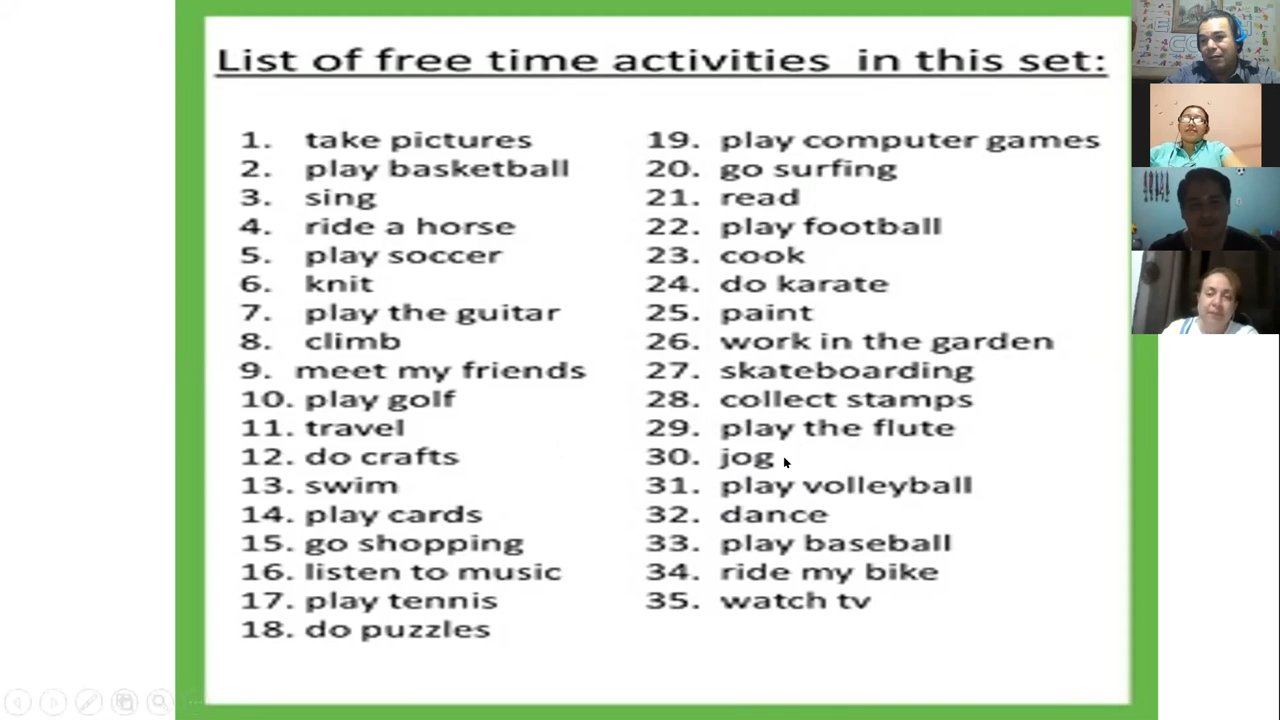 List of free time activities in this set:
1. take pictures
2. play basketball
3. sing
4. ride a horse
5. play soccer
6. knit
7. play the guitar
8. climb
9. meet my friends
10. play golf
11. travel
12. do crafts
13. swim
14. play cards
15. go shopping
16. listen to music
17. play tennis
18. do puzzles
19. play computer games
20. go surfing
21. read
22. play football
23. cook
24. do karate
25. paint
26. work in the garden
27. skateboarding
28. collect stamps
29. play the flute
30. jog
31. play volleyball
32. dance
33. play baseball
34. ride my bike
35. watch tv